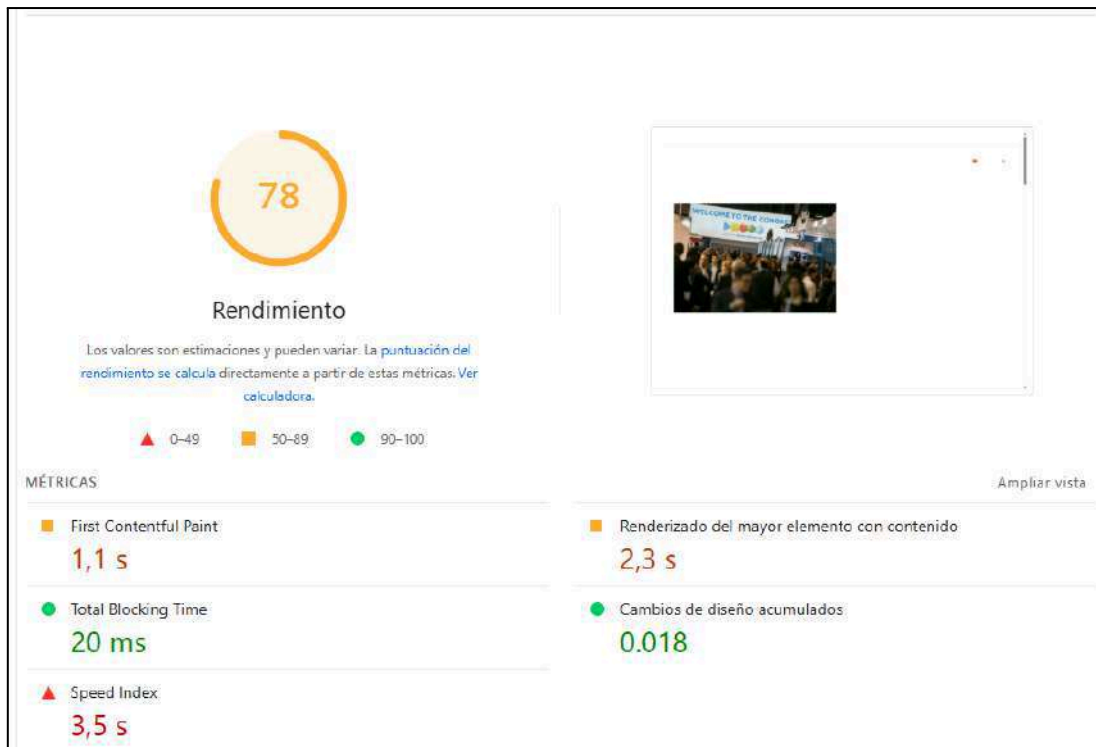 78
Rendimiento
Los valores son estimaciones y pueden variar. La puntuación del
rendimiento se calcula directamente a partir de estas métricas. Ver
calculadora.
0–49
50–89
90–100
WELCOME TO THE
MÉTRICAS
Ampliar vista
First Contentful Paint
1,1 s
Renderizado del mayor elemento con contenido
2,3 s
Total Blocking Time
20 ms
Cambios de diseño acumulados
0.018
Speed Index
3,5 s